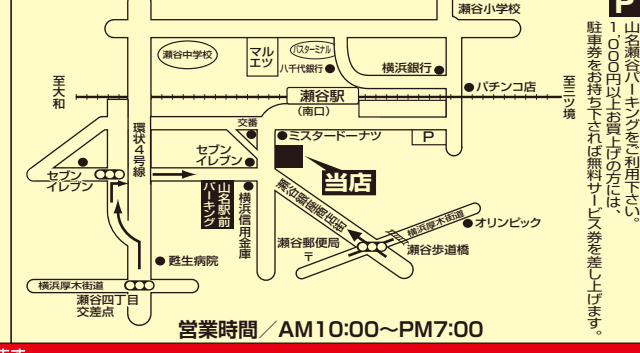 瀬谷小学校
P
山名瀬谷パーキングをご利用下さい。
1,000円以上お買上げの方には、
駐車券をお持ち下されば無料サービス券を差し上げます。
瀬谷中学校
マル
エツ
バスターミナル
八千代銀行
横浜銀行
パチンコ店
至大和
瀬谷駅
(南口)
至三ツ境
環状4号線
交番
ミスタードーナツ
P
セブン
イレブン
セブン
イレブン
当店
山名駅前
パーキング
横浜信用金庫
瀬谷銀座商店街
横浜厚木街道
オリンピック
瀬谷郵便局
〒
瀬谷歩道橋
甦生病院
横浜厚木街道
瀬谷四丁目
交差点
営業時間/AM10:00~PM7:00